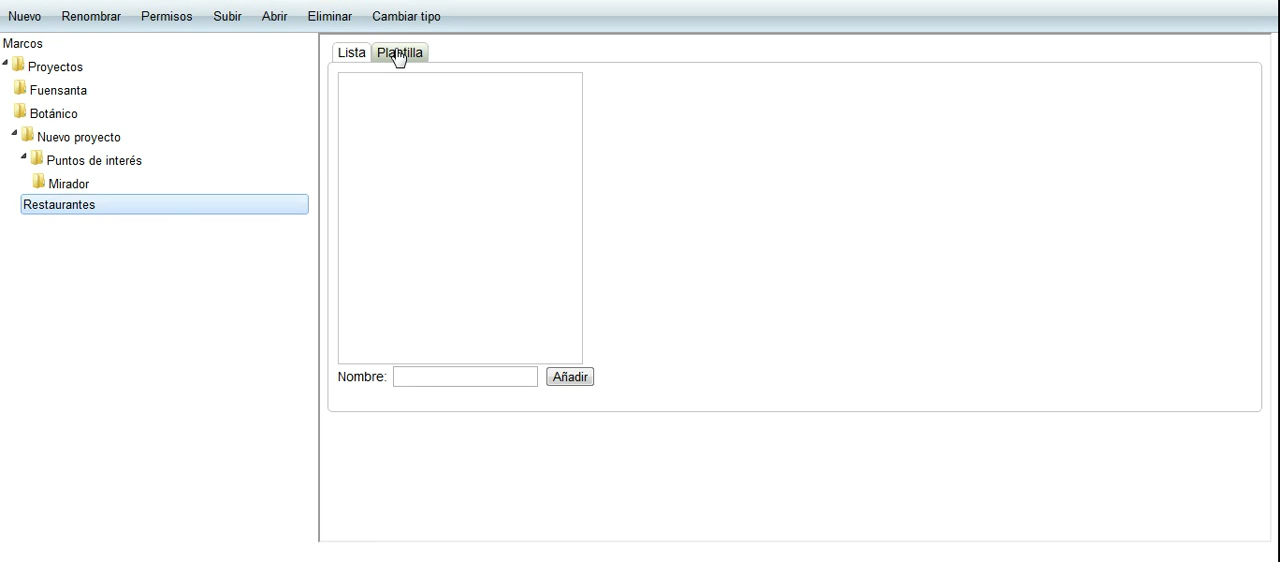 Nuevo Renombrar Permisos Subir Abrir Eliminar Cambiar tipo
Marcos
Proyectos
Fuensanta
Botánico
Nuevo proyecto
Puntos de interés
Mirador
Restaurantes
Lista Plantilla
Nombre: Añadir